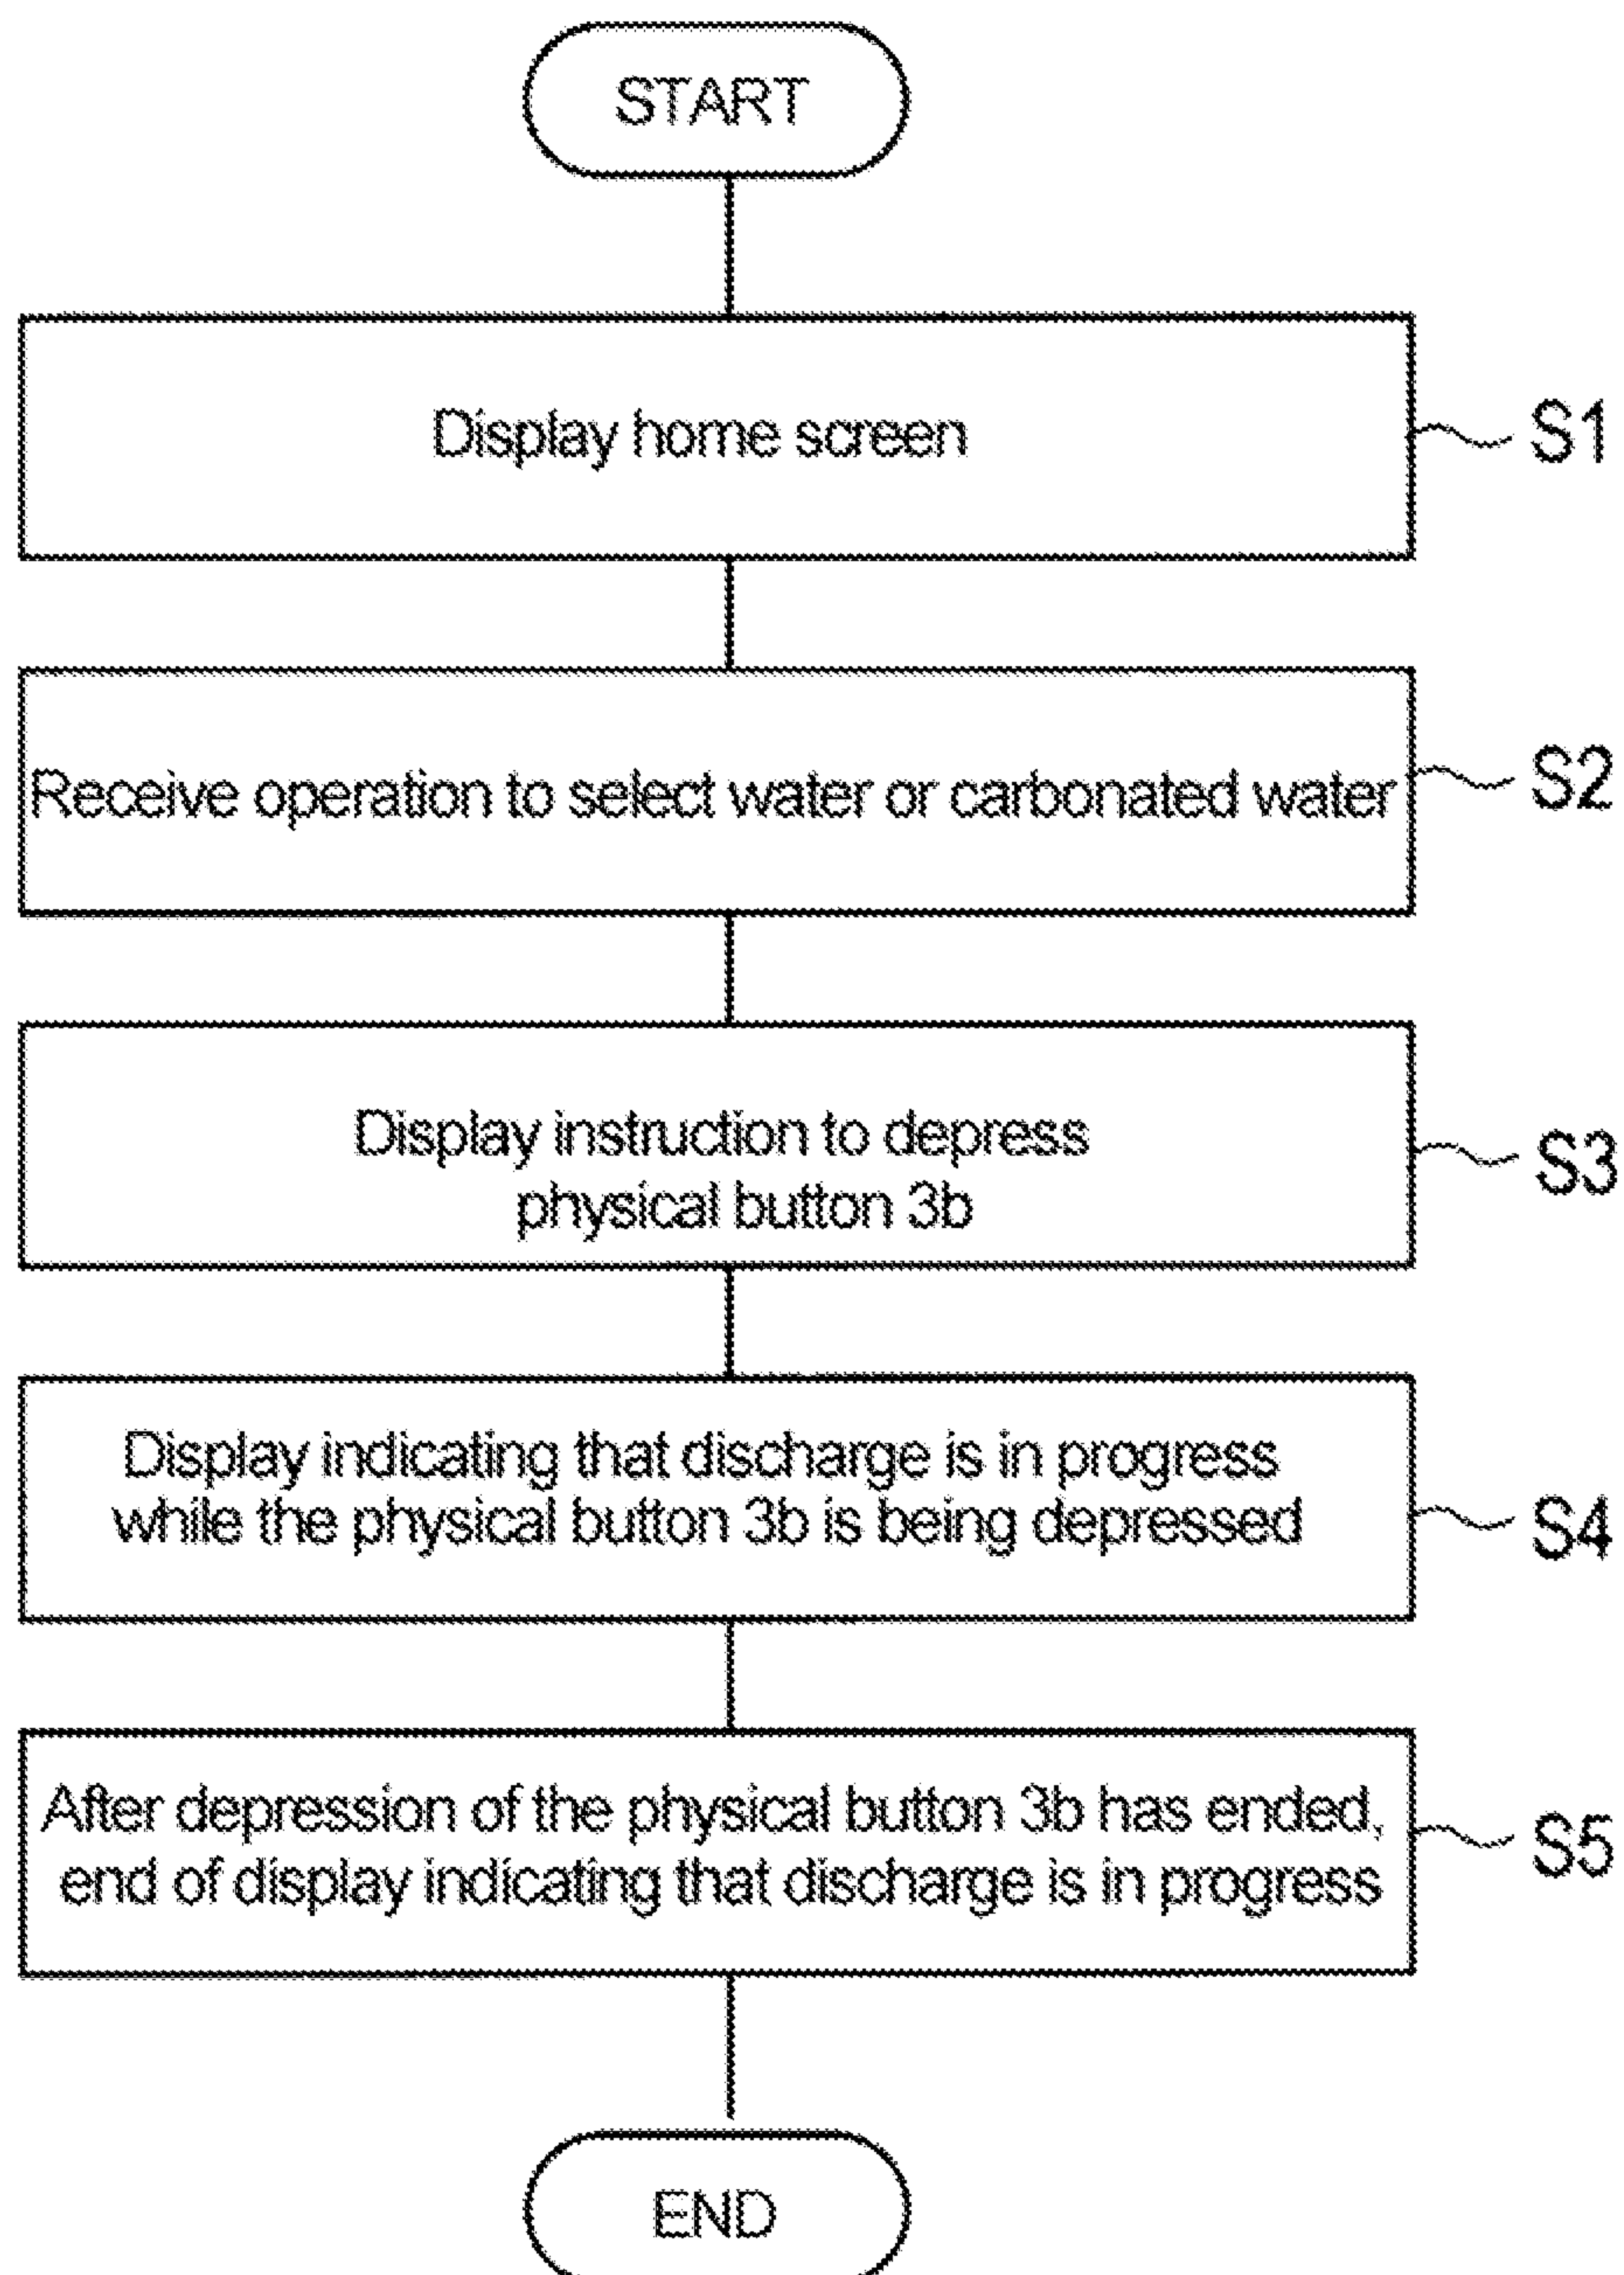 START
Display home screen
S1
Receive operation to select water or carbonated water
S2
Display instruction to depress
physical button 3b
S3
Display indicating that discharge is in progress
while the physical button 3b is being depressed
S4
After depression of the physical button 3b has ended,
end of display indicating that discharge is in progress
S5
END